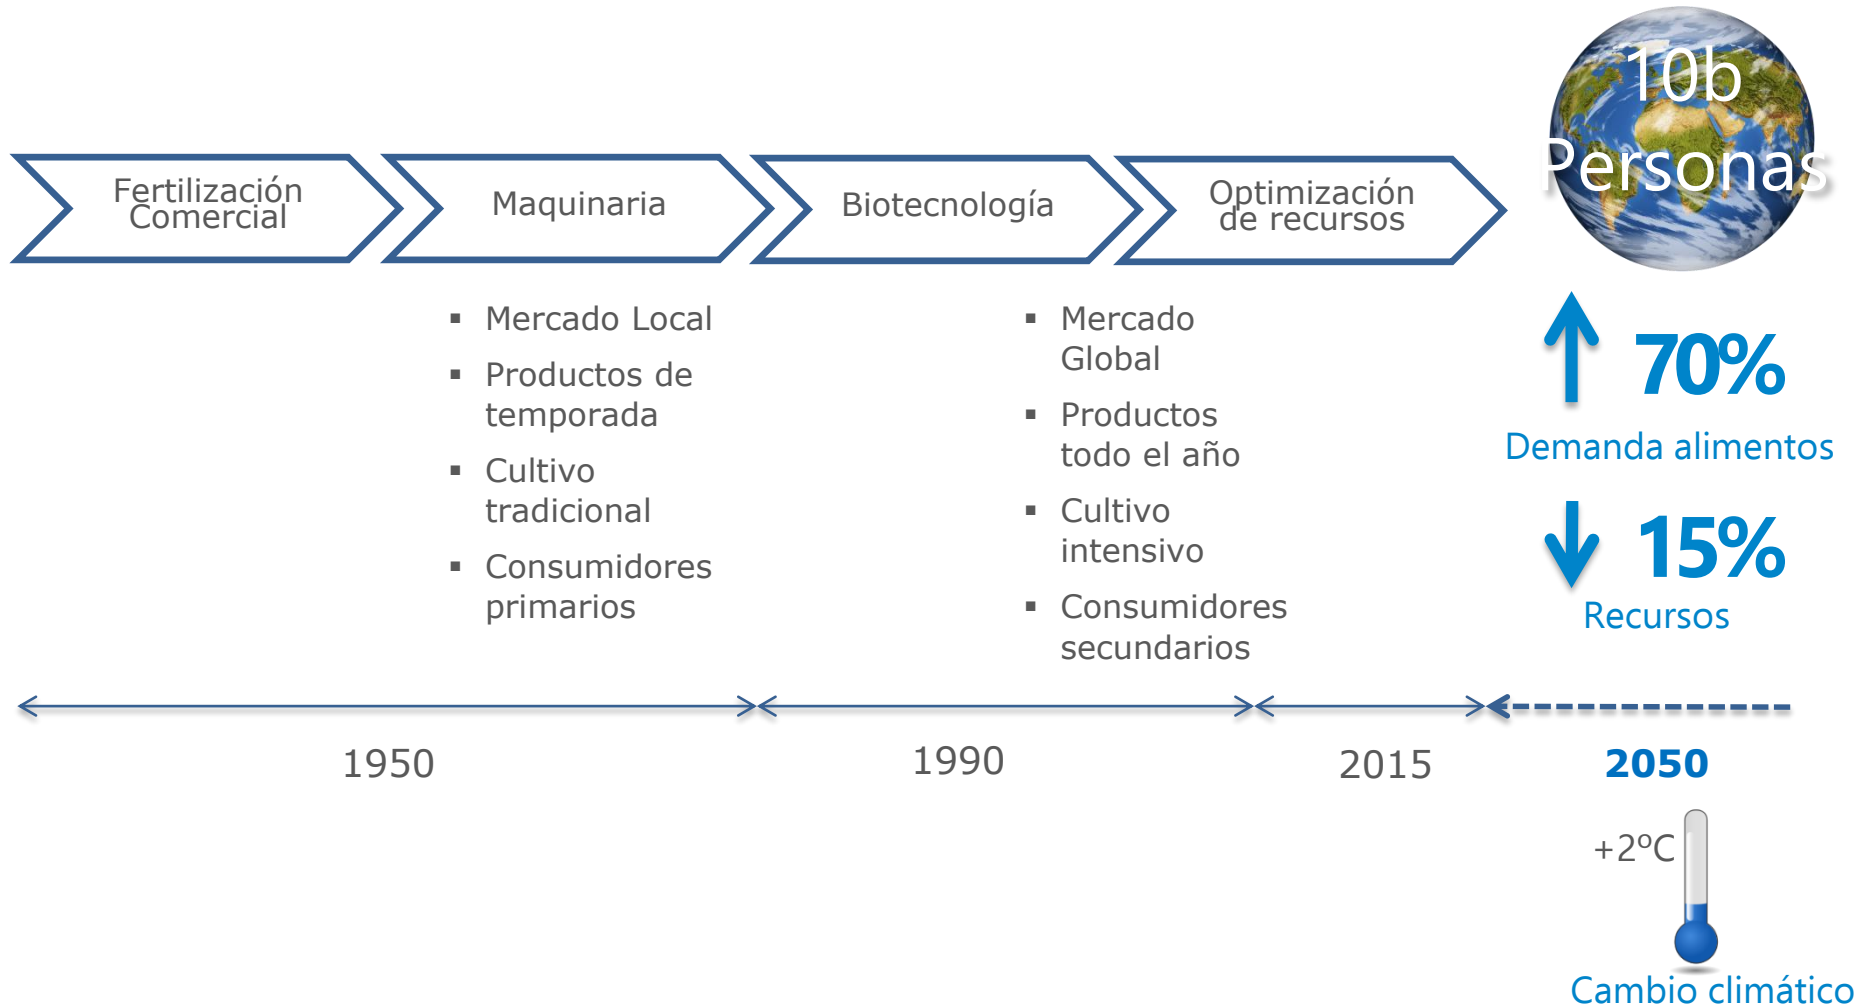 10b
Personas
Fertilización
Comercial
Maquinaria
Biotecnología
Optimización
de recursos
▪ Mercado Local
▪ Productos de
temporada
▪ Cultivo
tradicional
▪ Consumidores
primarios
▪ Mercado
Global
▪ Productos
todo el año
▪ Cultivo
intensivo
▪ Consumidores
secundarios
70%
Demanda alimentos
15%
Recursos
1950
1990
2015
2050
+2ºC
Cambio climático